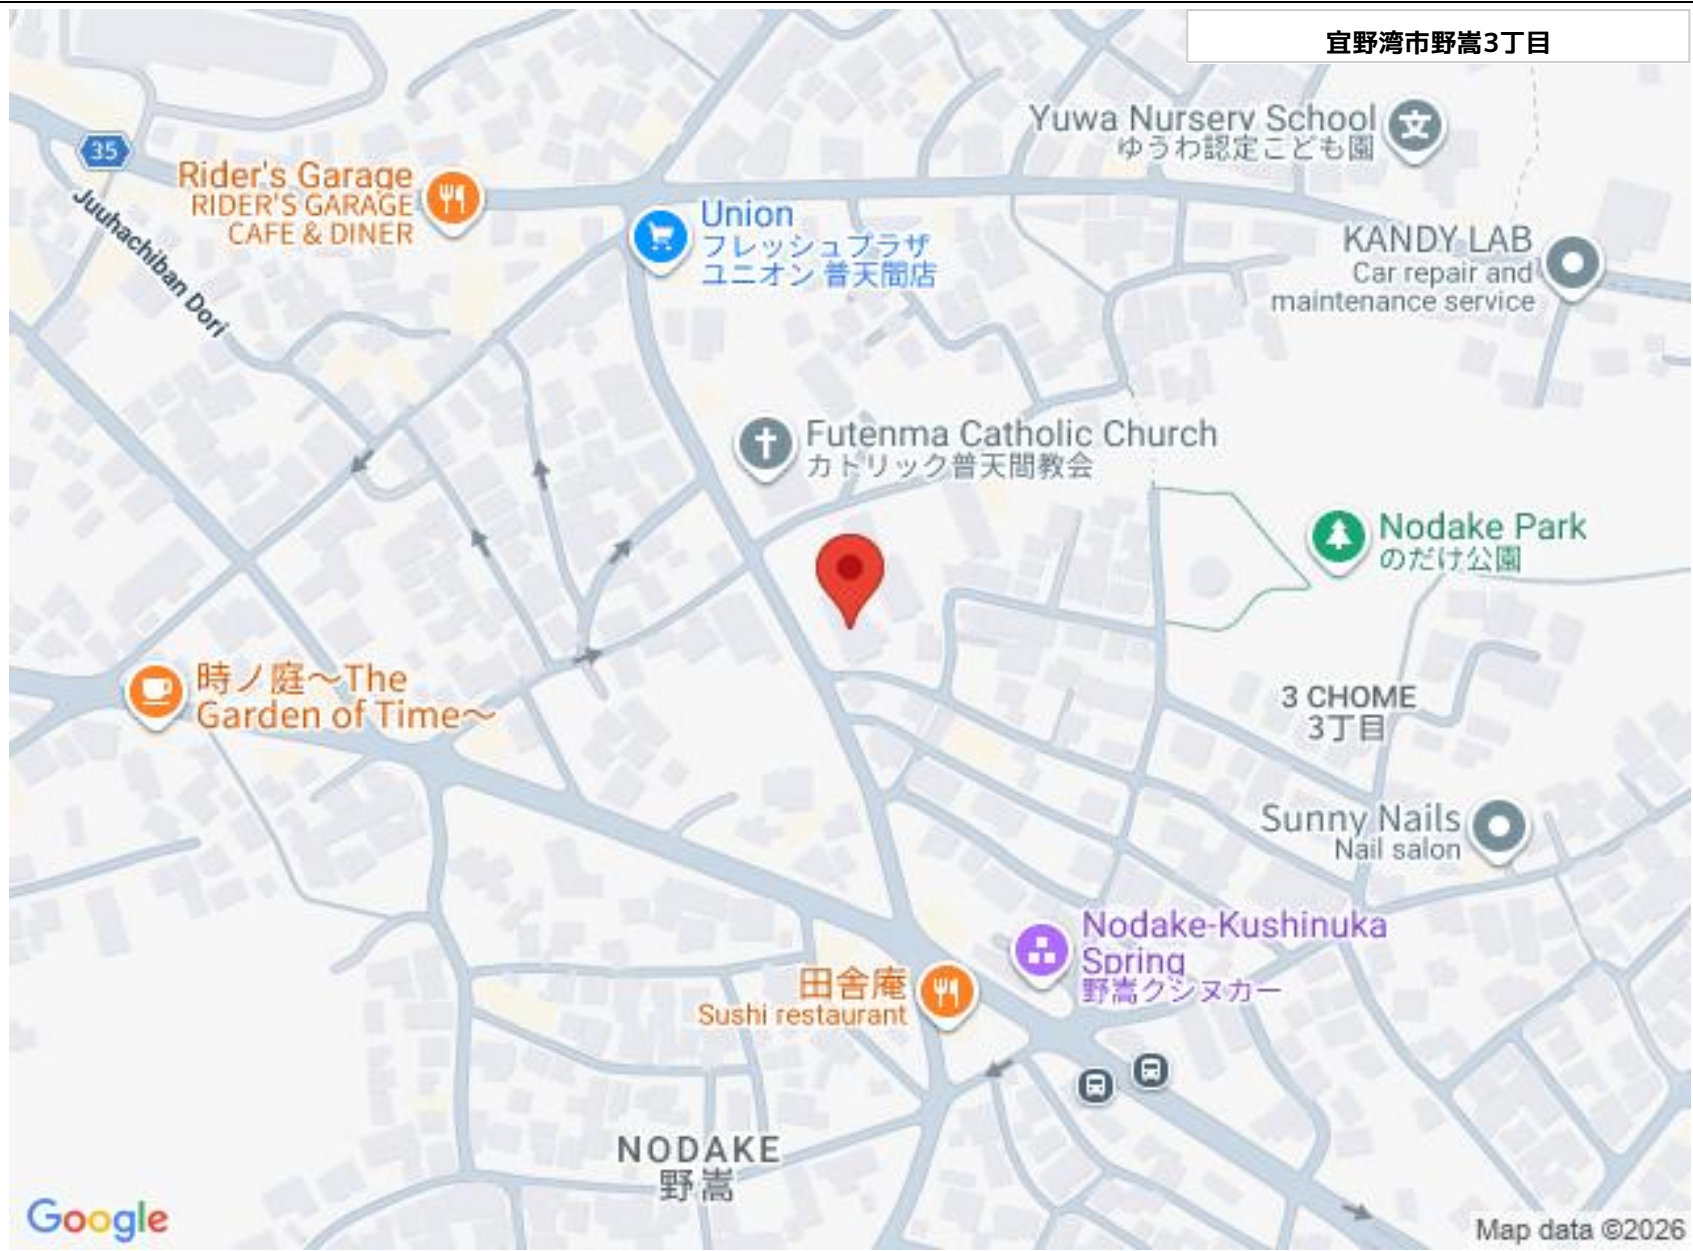 宜野湾市野嵩3丁目
Yuwa Nursery School
ゆうわ認定こども園
35
Rider's Garage
RIDER'S GARAGE
CAFE & DINER
Juuhachiban Dori
Union
フレッシュプラザ
ユニオン 普天間店
KANDY LAB
Car repair and
maintenance service
Futenma Catholic Church
カトリック普天間教会
Nodake Park
のだけ公園
時ノ庭〜The
Garden of Time〜
3 CHOME
3丁目
Sunny Nails
Nail salon
Nodake-Kushinuka
Spring
野嵩クシヌカー
田舎庵
Sushi restaurant
NODAKE
野嵩
Google
Map data ©2026